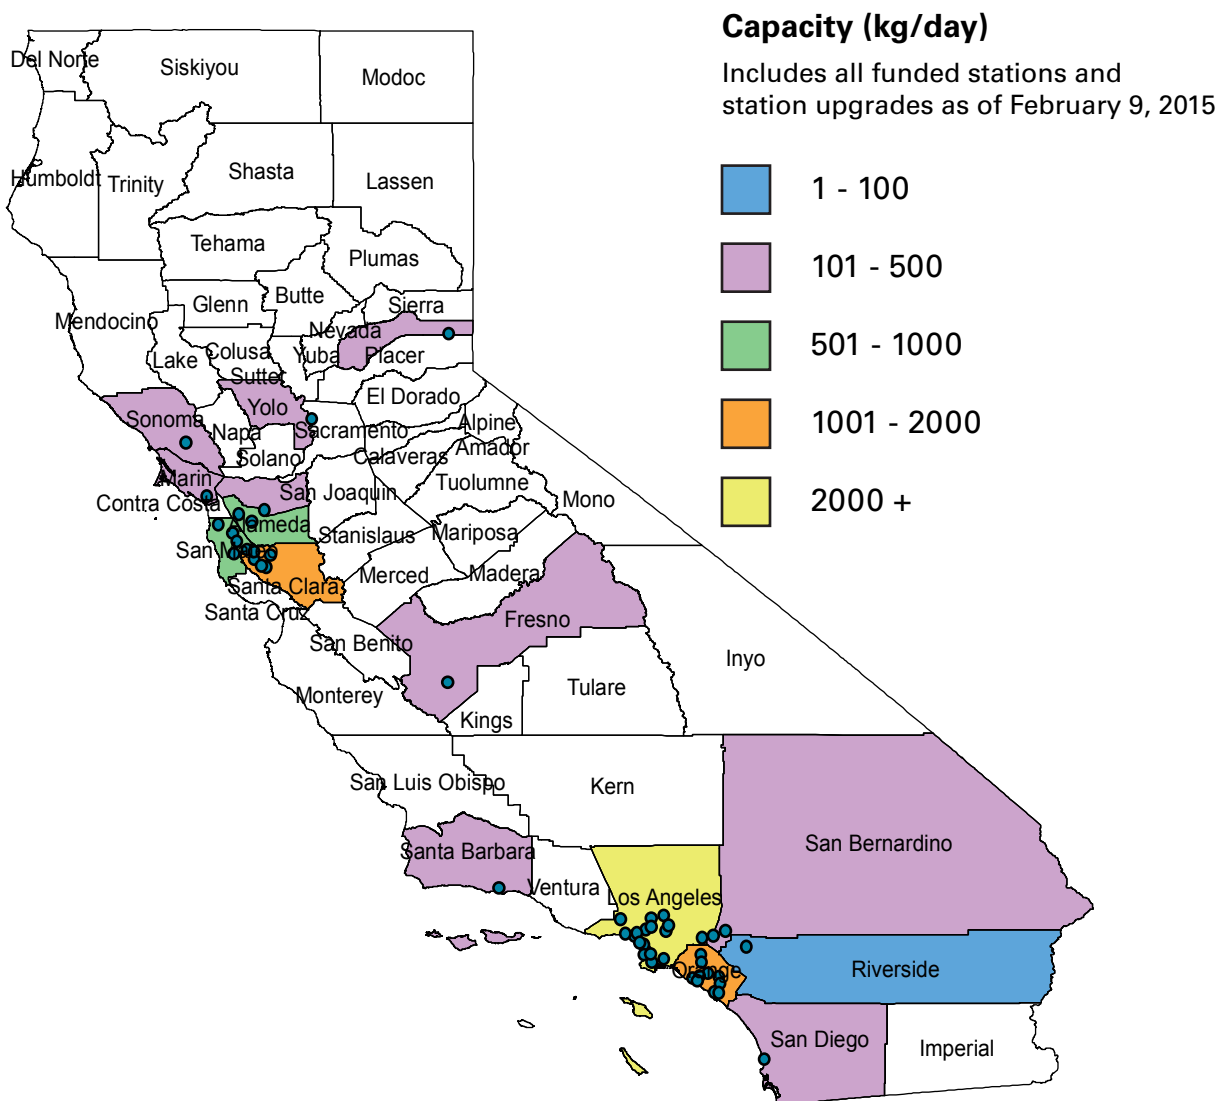 Capacity (kg/day)
Includes all funded stations and
station upgrades as of February 9, 2015
1 - 100
101 - 500
501 - 1000
1001 - 2000
2000 +
Del Norte
Siskiyou
Modoc
Humboldt
Trinity
Shasta
Lassen
Tehama
Plumas
Glenn
Butte
Sierra
Mendocino
Nevada
Lake
Colusa
Yuba
Placer
Sutter
El Dorado
Sonoma
Yolo
Napa
Sacramento
Alpine
Solano
Calaveras
Amador
Marin
San Joaquin
Tuolumne
Mono
Contra Costa
Alameda
Stanislaus
Mariposa
San Mateo
Merced
Madera
Santa Clara
Santa Cruz
Fresno
San Benito
Inyo
Monterey
Tulare
Kings
San Luis Obispo
Kern
San Bernardino
Santa Barbara
Ventura
Los Angeles
Orange
Riverside
San Diego
Imperial